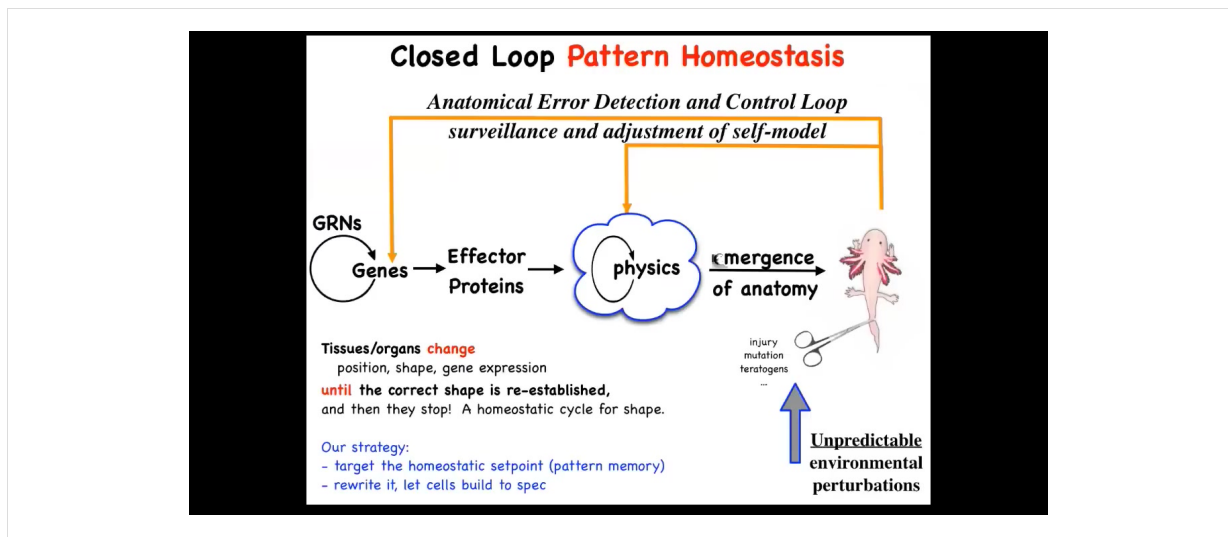 Closed Loop Pattern Homeostasis
Anatomical Error Detection and Control Loop
surveillance and adjustment of self-model
GRNs
Genes
Effector
Proteins
physics
mergence
of anatomy
Tissues/organs change
position, shape, gene expression
until the correct shape is re-established,
and then they stop! A homeostatic cycle for shape.
injury
mutation
teratogens
...
Our strategy:
- target the homeostatic setpoint (pattern memory)
- rewrite it, let cells build to spec
Unpredictable
environmental
perturbations